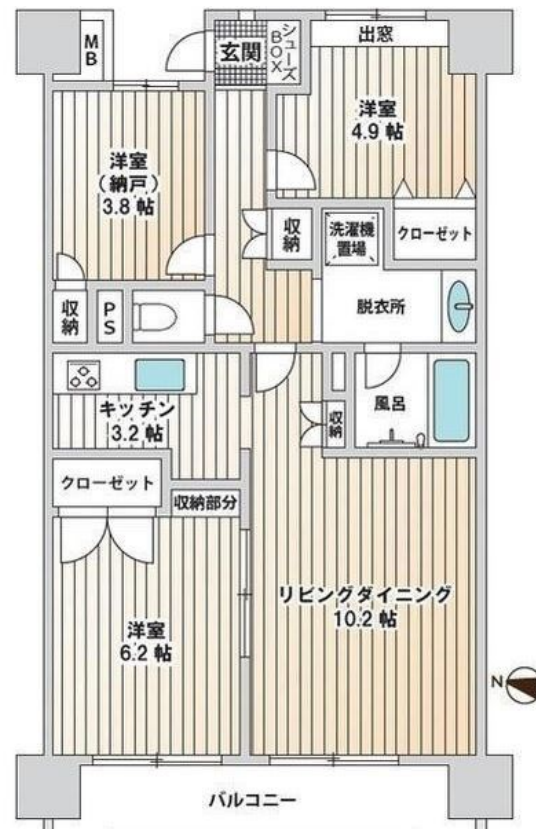 MB
玄関
シューズ
BOX
出窓
洋室
4.9 帖
洋室
（納戸）
3.8 帖
収納
洗濯機
置場
クローゼット
収納
PS
脱衣所
キッチン
3.2 帖
収納
風呂
クローゼット
収納部分
リビングダイニング
10.2 帖
洋室
6.2 帖
N
バルコニー